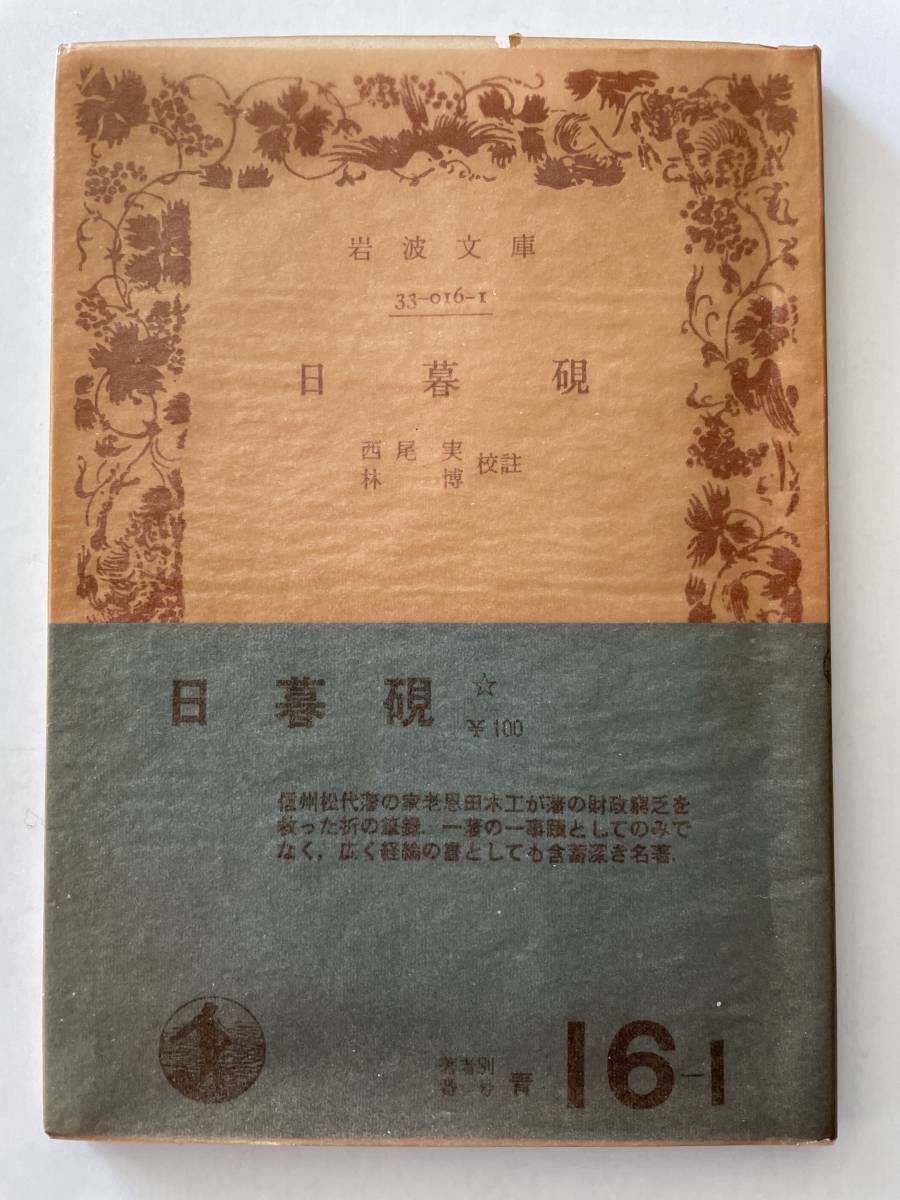 岩波文庫
33-016-1
日暮硯
西尾実
林博
校註
日暮硯 ☆
100
信州松代藩の家老恩田木工が藩の財政窮乏を
救った折の筆録．一藩の一事蹟としてのみで
なく，広く経綸の書としても含蓄深き名著．
著者別
番号 青 16-1